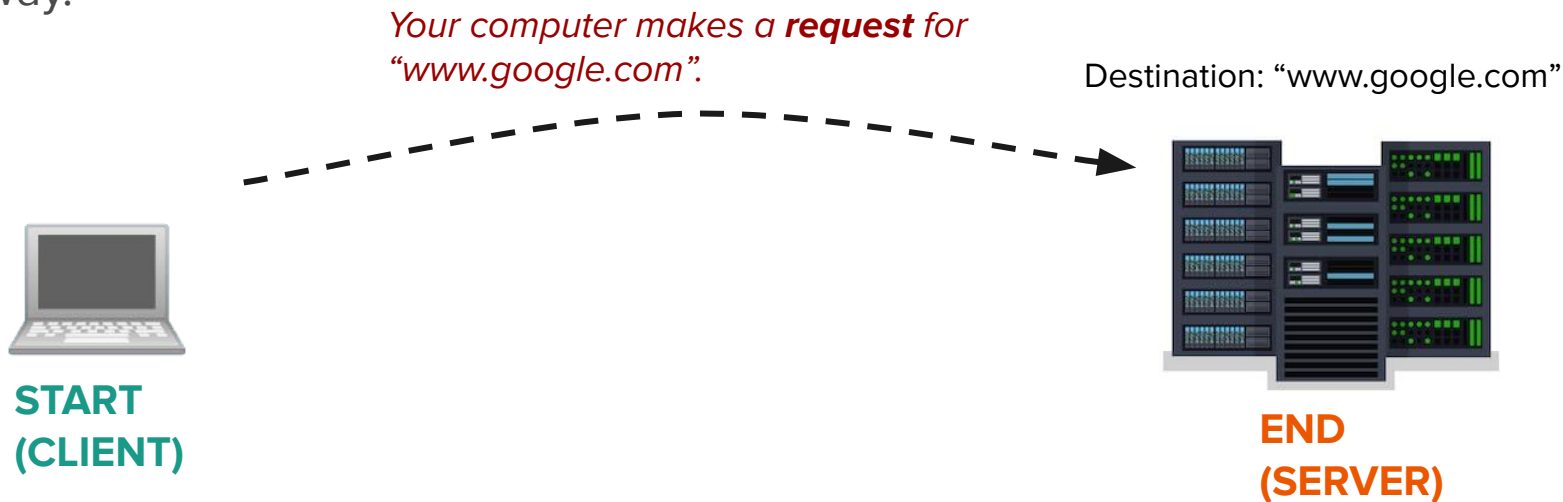 Your computer makes a request for
“www.google.com”.
Destination: “www.google.com”
START
(CLIENT)
END
(SERVER)